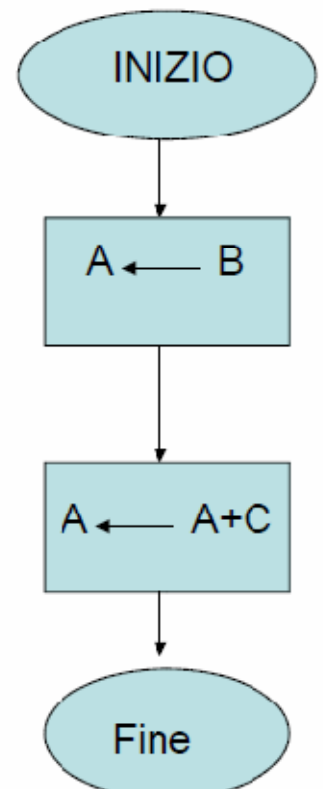 INIZIO
A ← B
A ← A+C
Fine